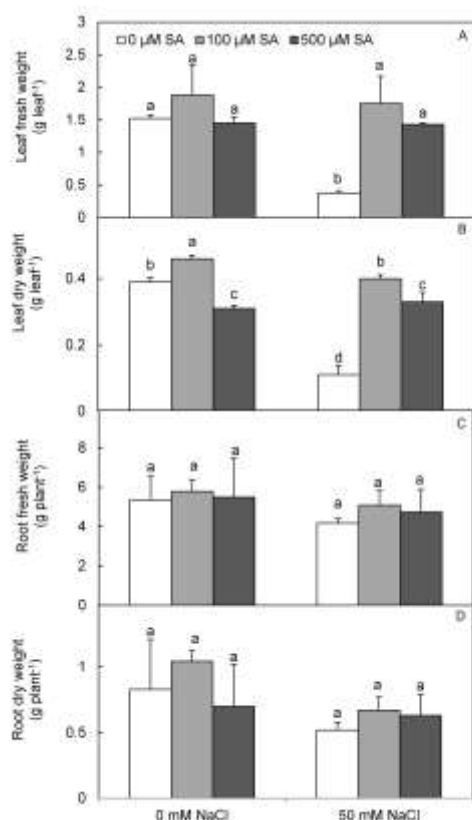 0 µM SA 100 µM SA 500 µM SA A
Leaf fresh weight
(g leaf⁻¹)
3
2.5
2
1.5
1
0.5
0
a a a b a a
B
Leaf dry weight
(g leaf⁻¹)
0.4
0.2
0
b a c d b c
C
Root fresh weight
(g plant⁻¹)
8
6
4
2
0
a a a a a a
D
Root dry weight
(g plant⁻¹)
1
0.5
0
a a a a a a
0 mM NaCl 50 mM NaCl